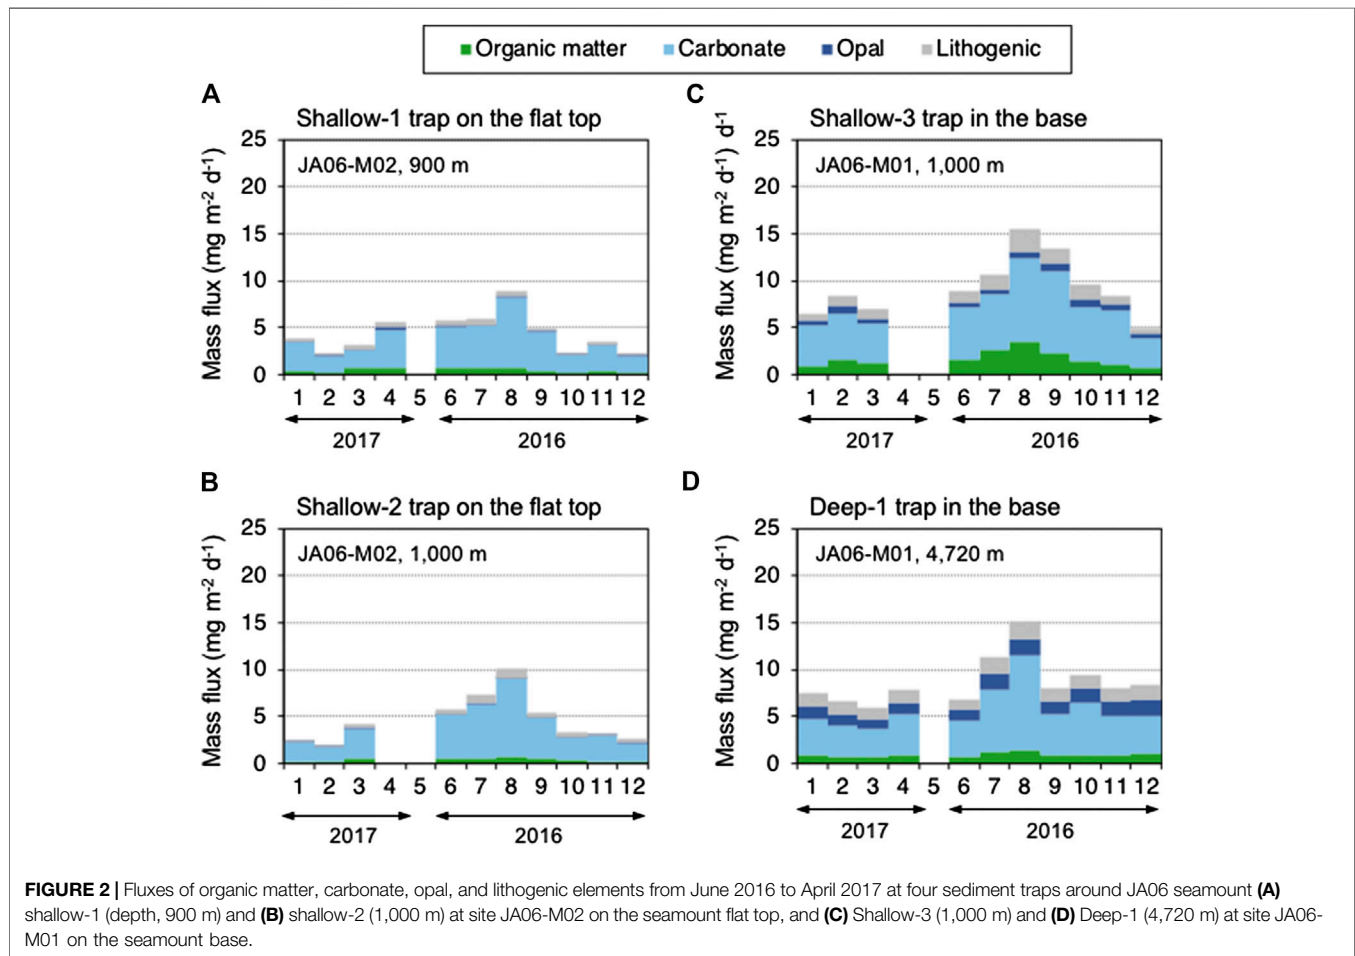 Organic matter Carbonate Opal Lithogenic
A
Shallow-1 trap on the flat top
JA06-M02, 900 m
Mass flux (mg m-2 d-1)
25
20
15
10
5
0
1 2 3 4 5 6 7 8 9 10 11 12
2017 2016
B
Shallow-2 trap on the flat top
JA06-M02, 1,000 m
Mass flux (mg m-2 d-1)
25
20
15
10
5
0
1 2 3 4 5 6 7 8 9 10 11 12
2017 2016
C
Shallow-3 trap in the base
JA06-M01, 1,000 m
Mass flux (mg m-2 d-1) d-1
25
20
15
10
5
0
1 2 3 4 5 6 7 8 9 10 11 12
2017 2016
D
Deep-1 trap in the base
JA06-M01, 4,720 m
Mass flux (mg m-2 d-1)
25
20
15
10
5
0
1 2 3 4 5 6 7 8 9 10 11 12
2017 2016
FIGURE 2 | Fluxes of organic matter, carbonate, opal, and lithogenic elements from June 2016 to April 2017 at four sediment traps around JA06 seamount (A)
shallow-1 (depth, 900 m) and (B) shallow-2 (1,000 m) at site JA06-M02 on the seamount flat top, and (C) Shallow-3 (1,000 m) and (D) Deep-1 (4,720 m) at site JA06-
M01 on the seamount base.